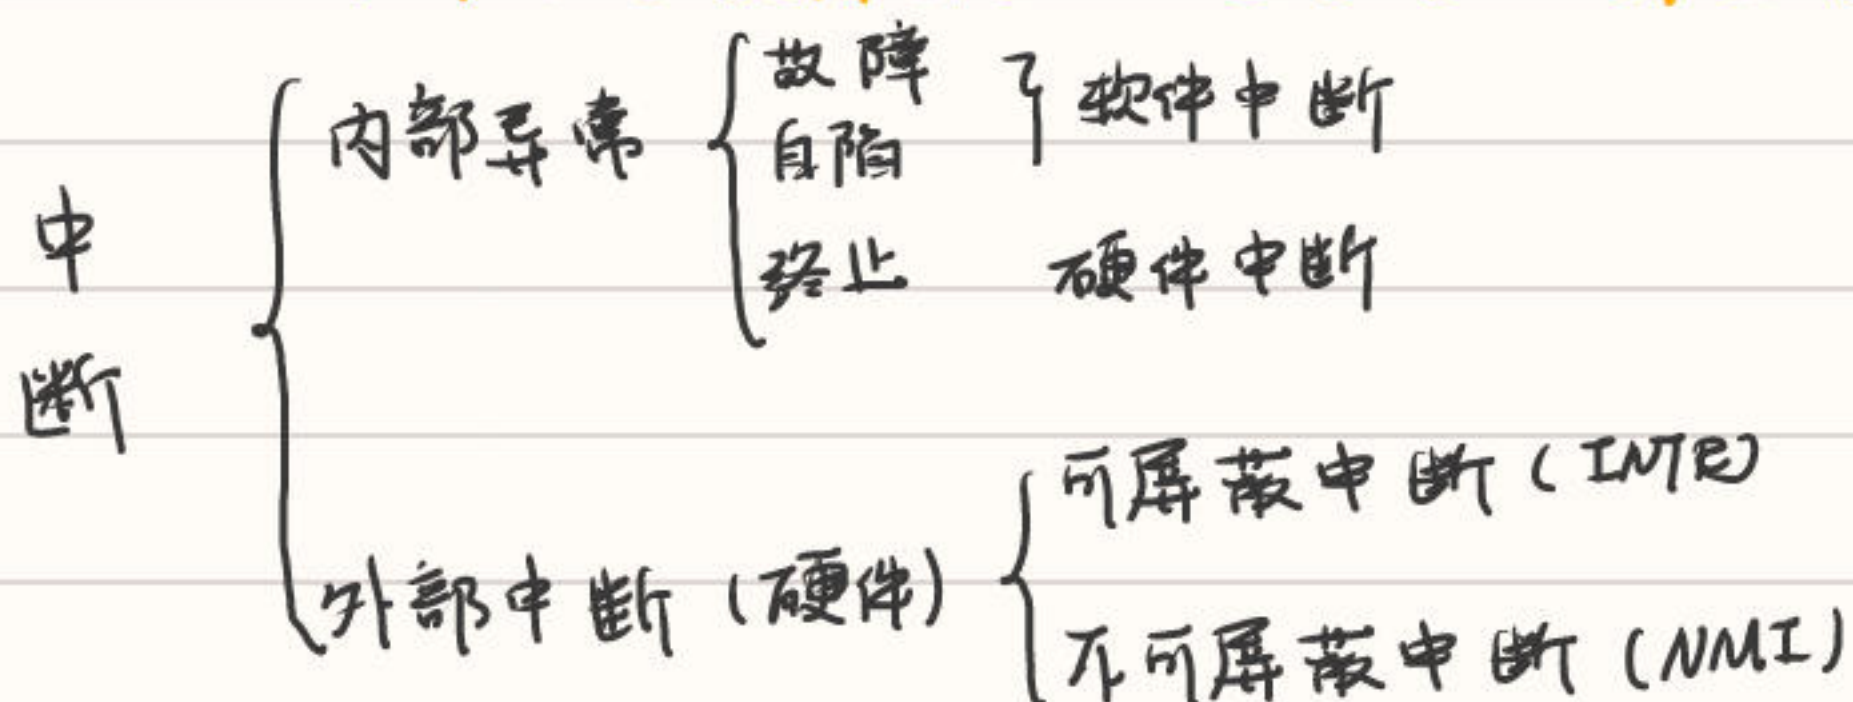 中断
内部异常
故障
自陷
软件中断
终止
硬件中断
外部中断（硬件）
可屏蔽中断（INTR）
不可屏蔽中断（NMI）